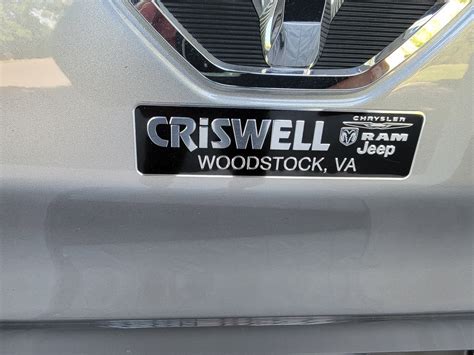 CRiSWELL
CHRYSLER
RAM
Jeep
WOODSTOCK, VA